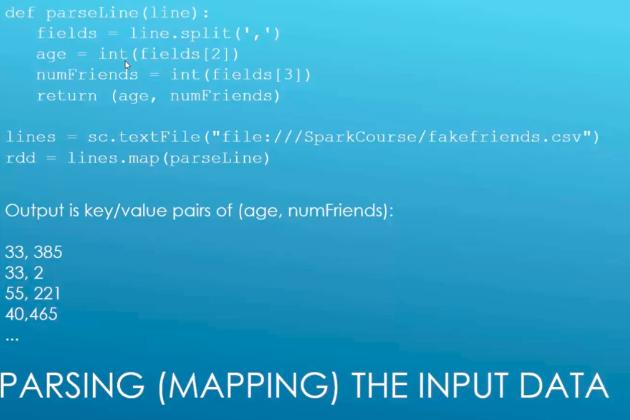 def parseLine(line):
fields = line.split(',')
age = int(fields[2])
numFriends = int(fields[3])
return (age, numFriends)
lines = sc.textFile("file:///SparkCourse/fakefriends.csv")
rdd = lines.map(parseLine)
Output is key/value pairs of (age, numFriends):
33, 385
33, 2
55, 221
40,465
...
PARSING (MAPPING) THE INPUT DATA